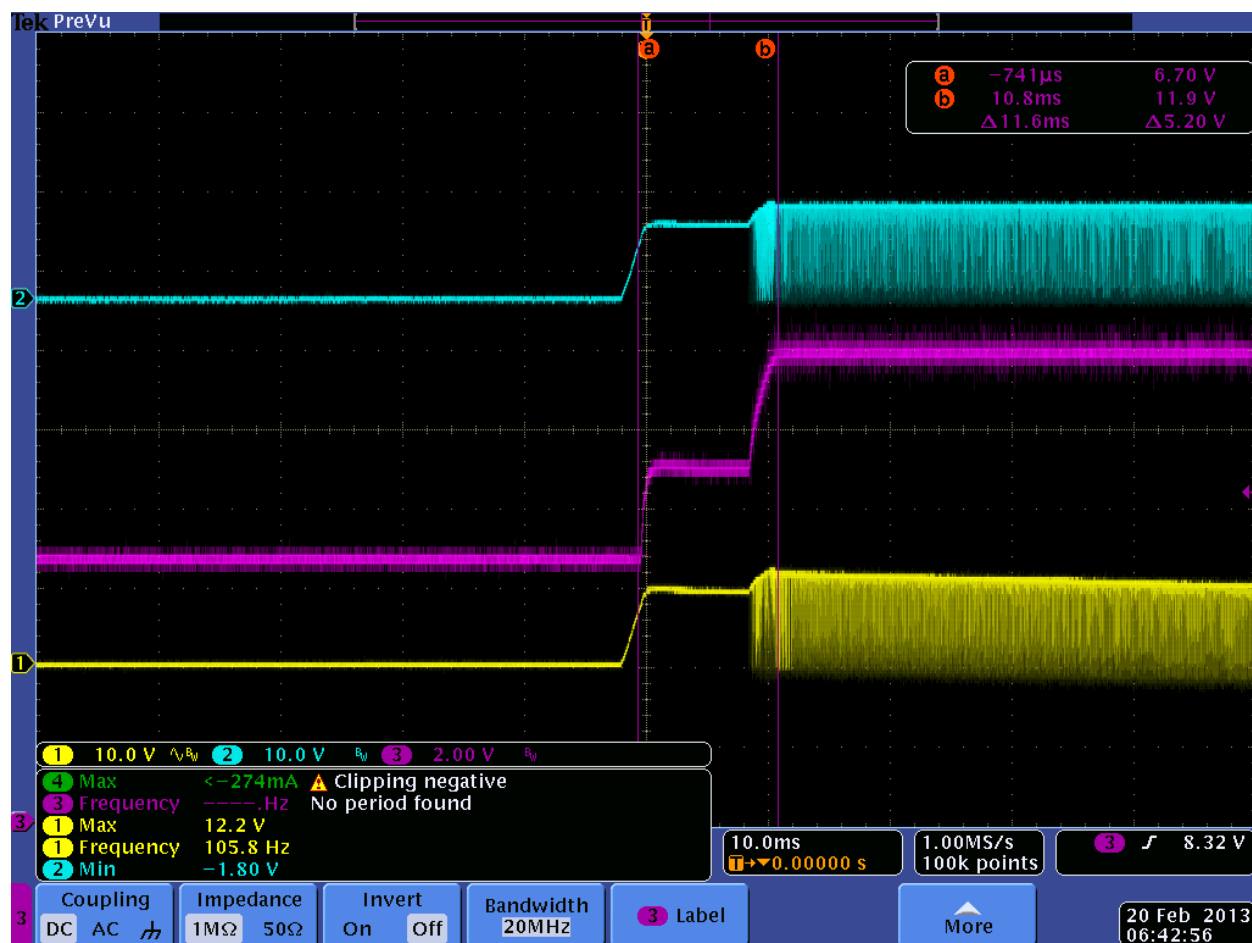 Tek PreVu
T
a b
a −741µs 6.70 V
b 10.8ms 11.9 V
Δ11.6ms Δ5.20 V
2
1
3
1 10.0 V ∿BW 2 10.0 V BW 3 2.00 V BW
4 Max <−274mA Clipping negative
3 Frequency −−−−.Hz No period found
1 Max 12.2 V
1 Frequency 105.8 Hz
2 Min −1.80 V
10.0ms
T→▼0.00000 s
1.00MS/s
100k points
3 8.32 V
3
Coupling
DC AC
Impedance
1MΩ 50Ω
Invert
On Off
Bandwidth
20MHz
3 Label
More
20 Feb 2013
06:42:56